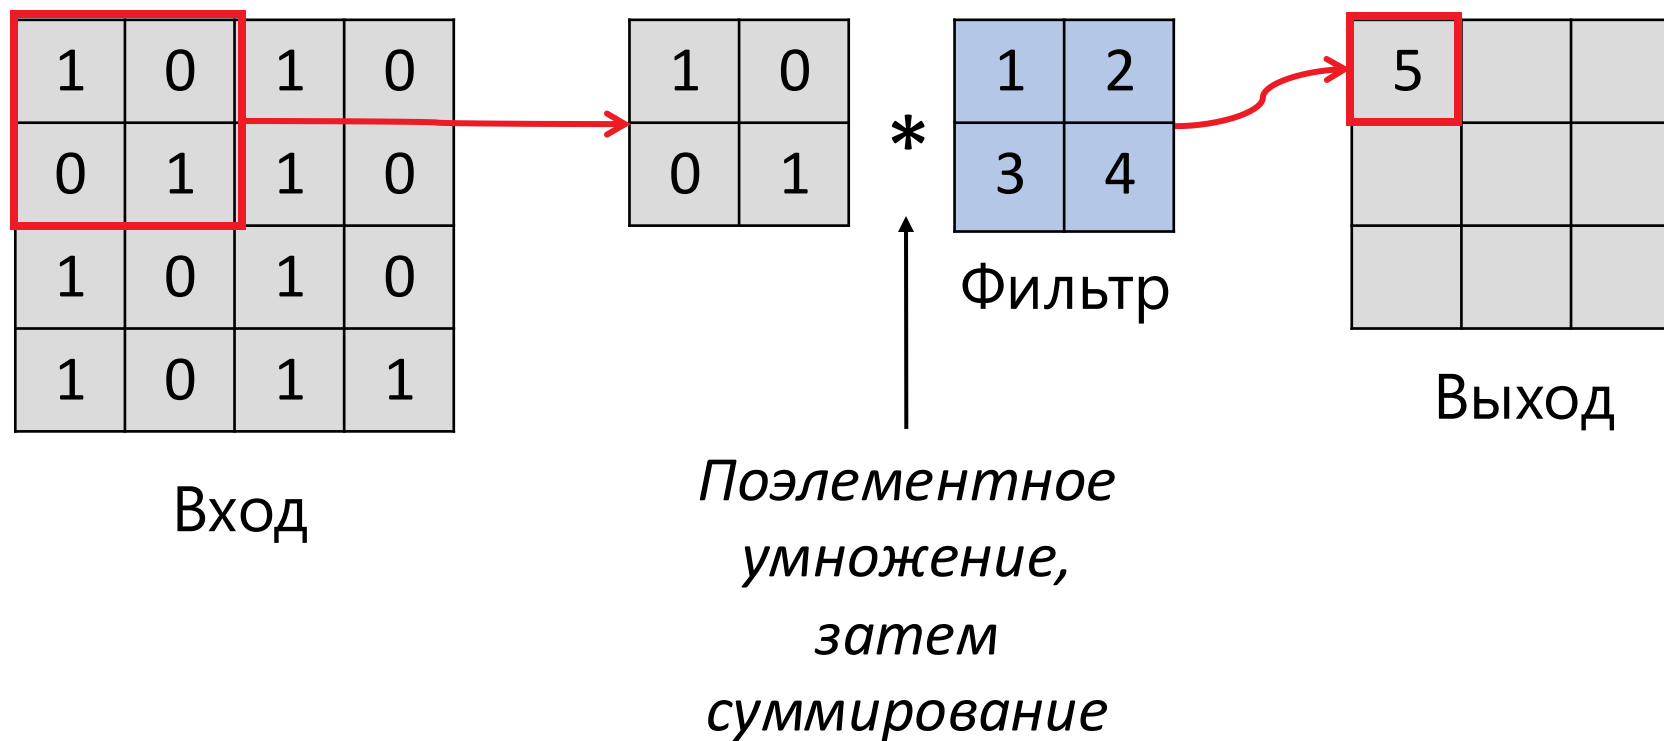 1 0 1 0
0 1 1 0
1 0 1 0
1 0 1 1
Вход
1 0
0 1
*
1 2
3 4
Фильтр
Поэлементное
умножение,
затем
суммирование
5
Выход